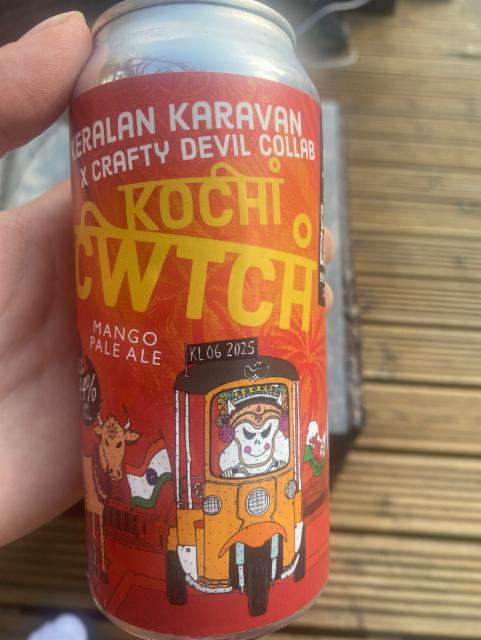 KERALAN KARAVAN
X CRAFTY DEVIL COLLAB
KOCHI
CWTCH
MANGO
PALE ALE
KL 06 2025